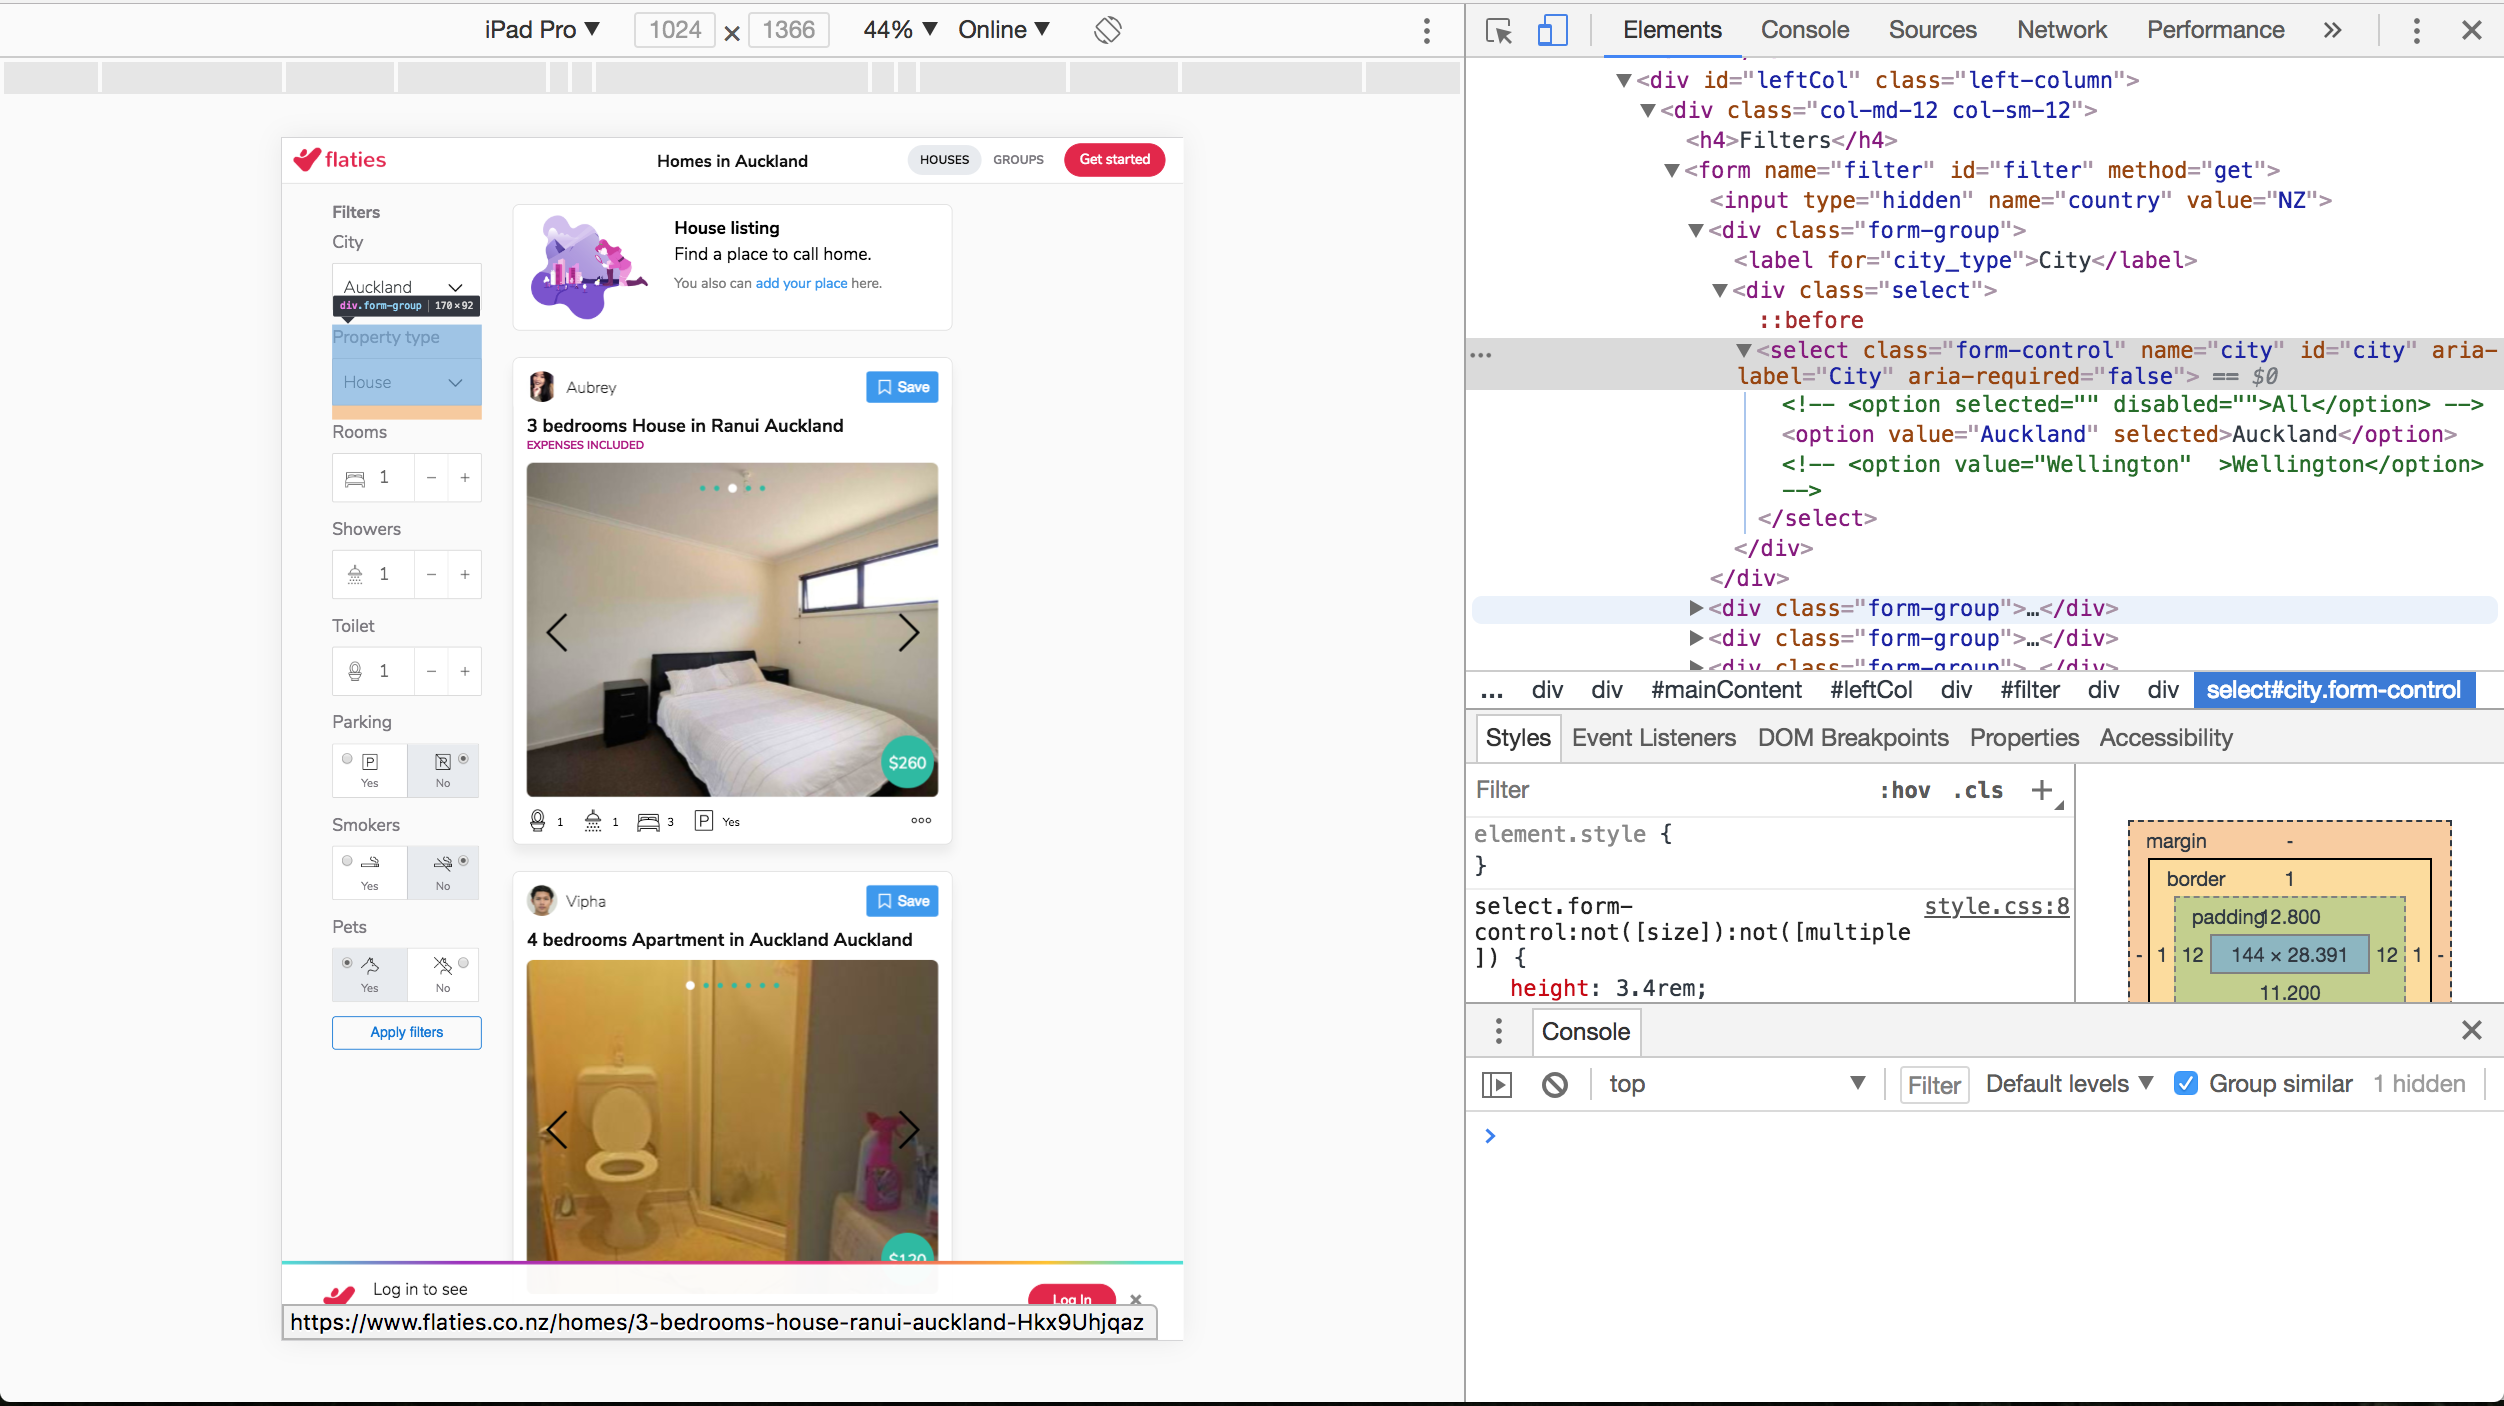 iPad Pro ▼ 1024 × 1366 44% ▼ Online ▼
flaties
Homes in Auckland
HOUSES GROUPS Get started
Filters
City
Auckland
div.form-group | 170×92
Property type
House
Rooms
1 − +
Showers
1 − +
Toilet
1 − +
Parking
P
Yes No
Smokers
Yes No
Pets
Yes No
Apply filters
House listing
Find a place to call home.
You also can add your place here.
Aubrey
Save
3 bedrooms House in Ranui Auckland
EXPENSES INCLUDED
$260
1 1 3 P Yes
Vipha
Save
4 bedrooms Apartment in Auckland Auckland
$120
Log in to see
Log In ×
https://www.flaties.co.nz/homes/3-bedrooms-house-ranui-auckland-Hkx9Uhjqaz
Elements Console Sources Network Performance »
▼<div id="leftCol" class="left-column">
▼<div class="col-md-12 col-sm-12">
<h4>Filters</h4>
▼<form name="filter" id="filter" method="get">
<input type="hidden" name="country" value="NZ">
▼<div class="form-group">
<label for="city_type">City</label>
▼<div class="select">
::before
… ▼<select class="form-control" name="city" id="city" aria-
label="City" aria-required="false"> == $0
<!-- <option selected="" disabled="">All</option> -->
<option value="Auckland" selected>Auckland</option>
<!-- <option value="Wellington"  >Wellington</option>
-->
</select>
</div>
</div>
▶<div class="form-group">…</div>
▶<div class="form-group">…</div>
▶<div class="form-group">…</div>
... div div #mainContent #leftCol div #filter div div select#city.form-control
Styles Event Listeners DOM Breakpoints Properties Accessibility
Filter :hov .cls +
element.style {
}
select.form-
control:not([size]):not([multiple
]) {
style.css:8
height: 3.4rem;
margin -
border 1
padding 12.800
- 1 12 144 × 28.391 12 1 -
11.200
Console
top ▼ Filter Default levels ▼ Group similar 1 hidden
>